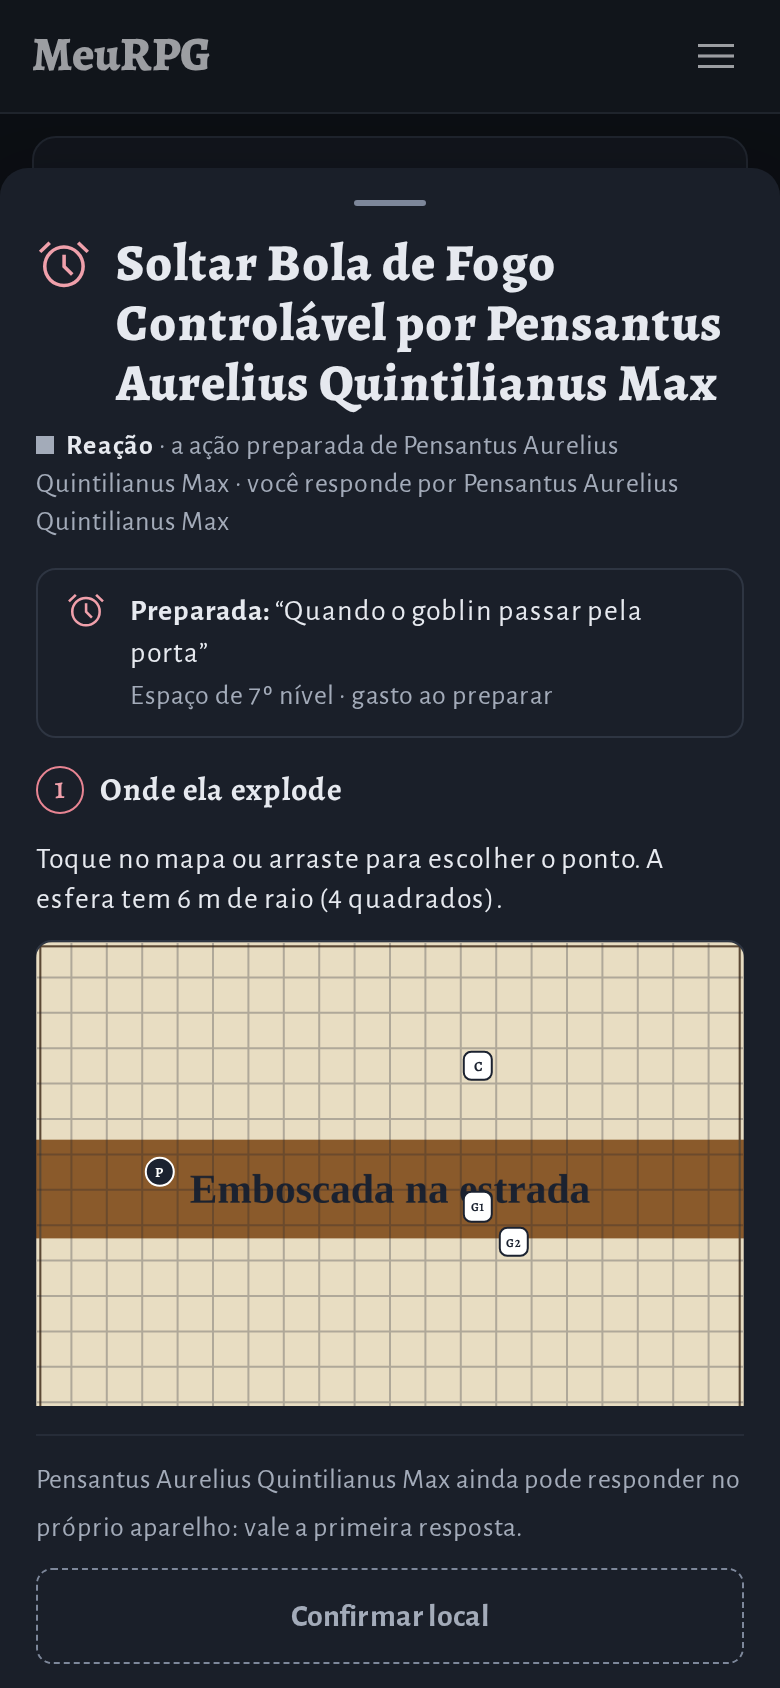 MeuRPG
Soltar Bola de Fogo
Controlável por Pensantus
Aurelius Quintilianus Max
Reação · a ação preparada de Pensantus Aurelius
Quintilianus Max · você responde por Pensantus Aurelius
Quintilianus Max
Preparada: “Quando o goblin passar pela
porta”
Espaço de 7º nível · gasto ao preparar
1 Onde ela explode
Toque no mapa ou arraste para escolher o ponto. A
esfera tem 6 m de raio (4 quadrados).
C
P
Emboscada na estrada
G1
G2
Pensantus Aurelius Quintilianus Max ainda pode responder no
próprio aparelho: vale a primeira resposta.
Confirmar local